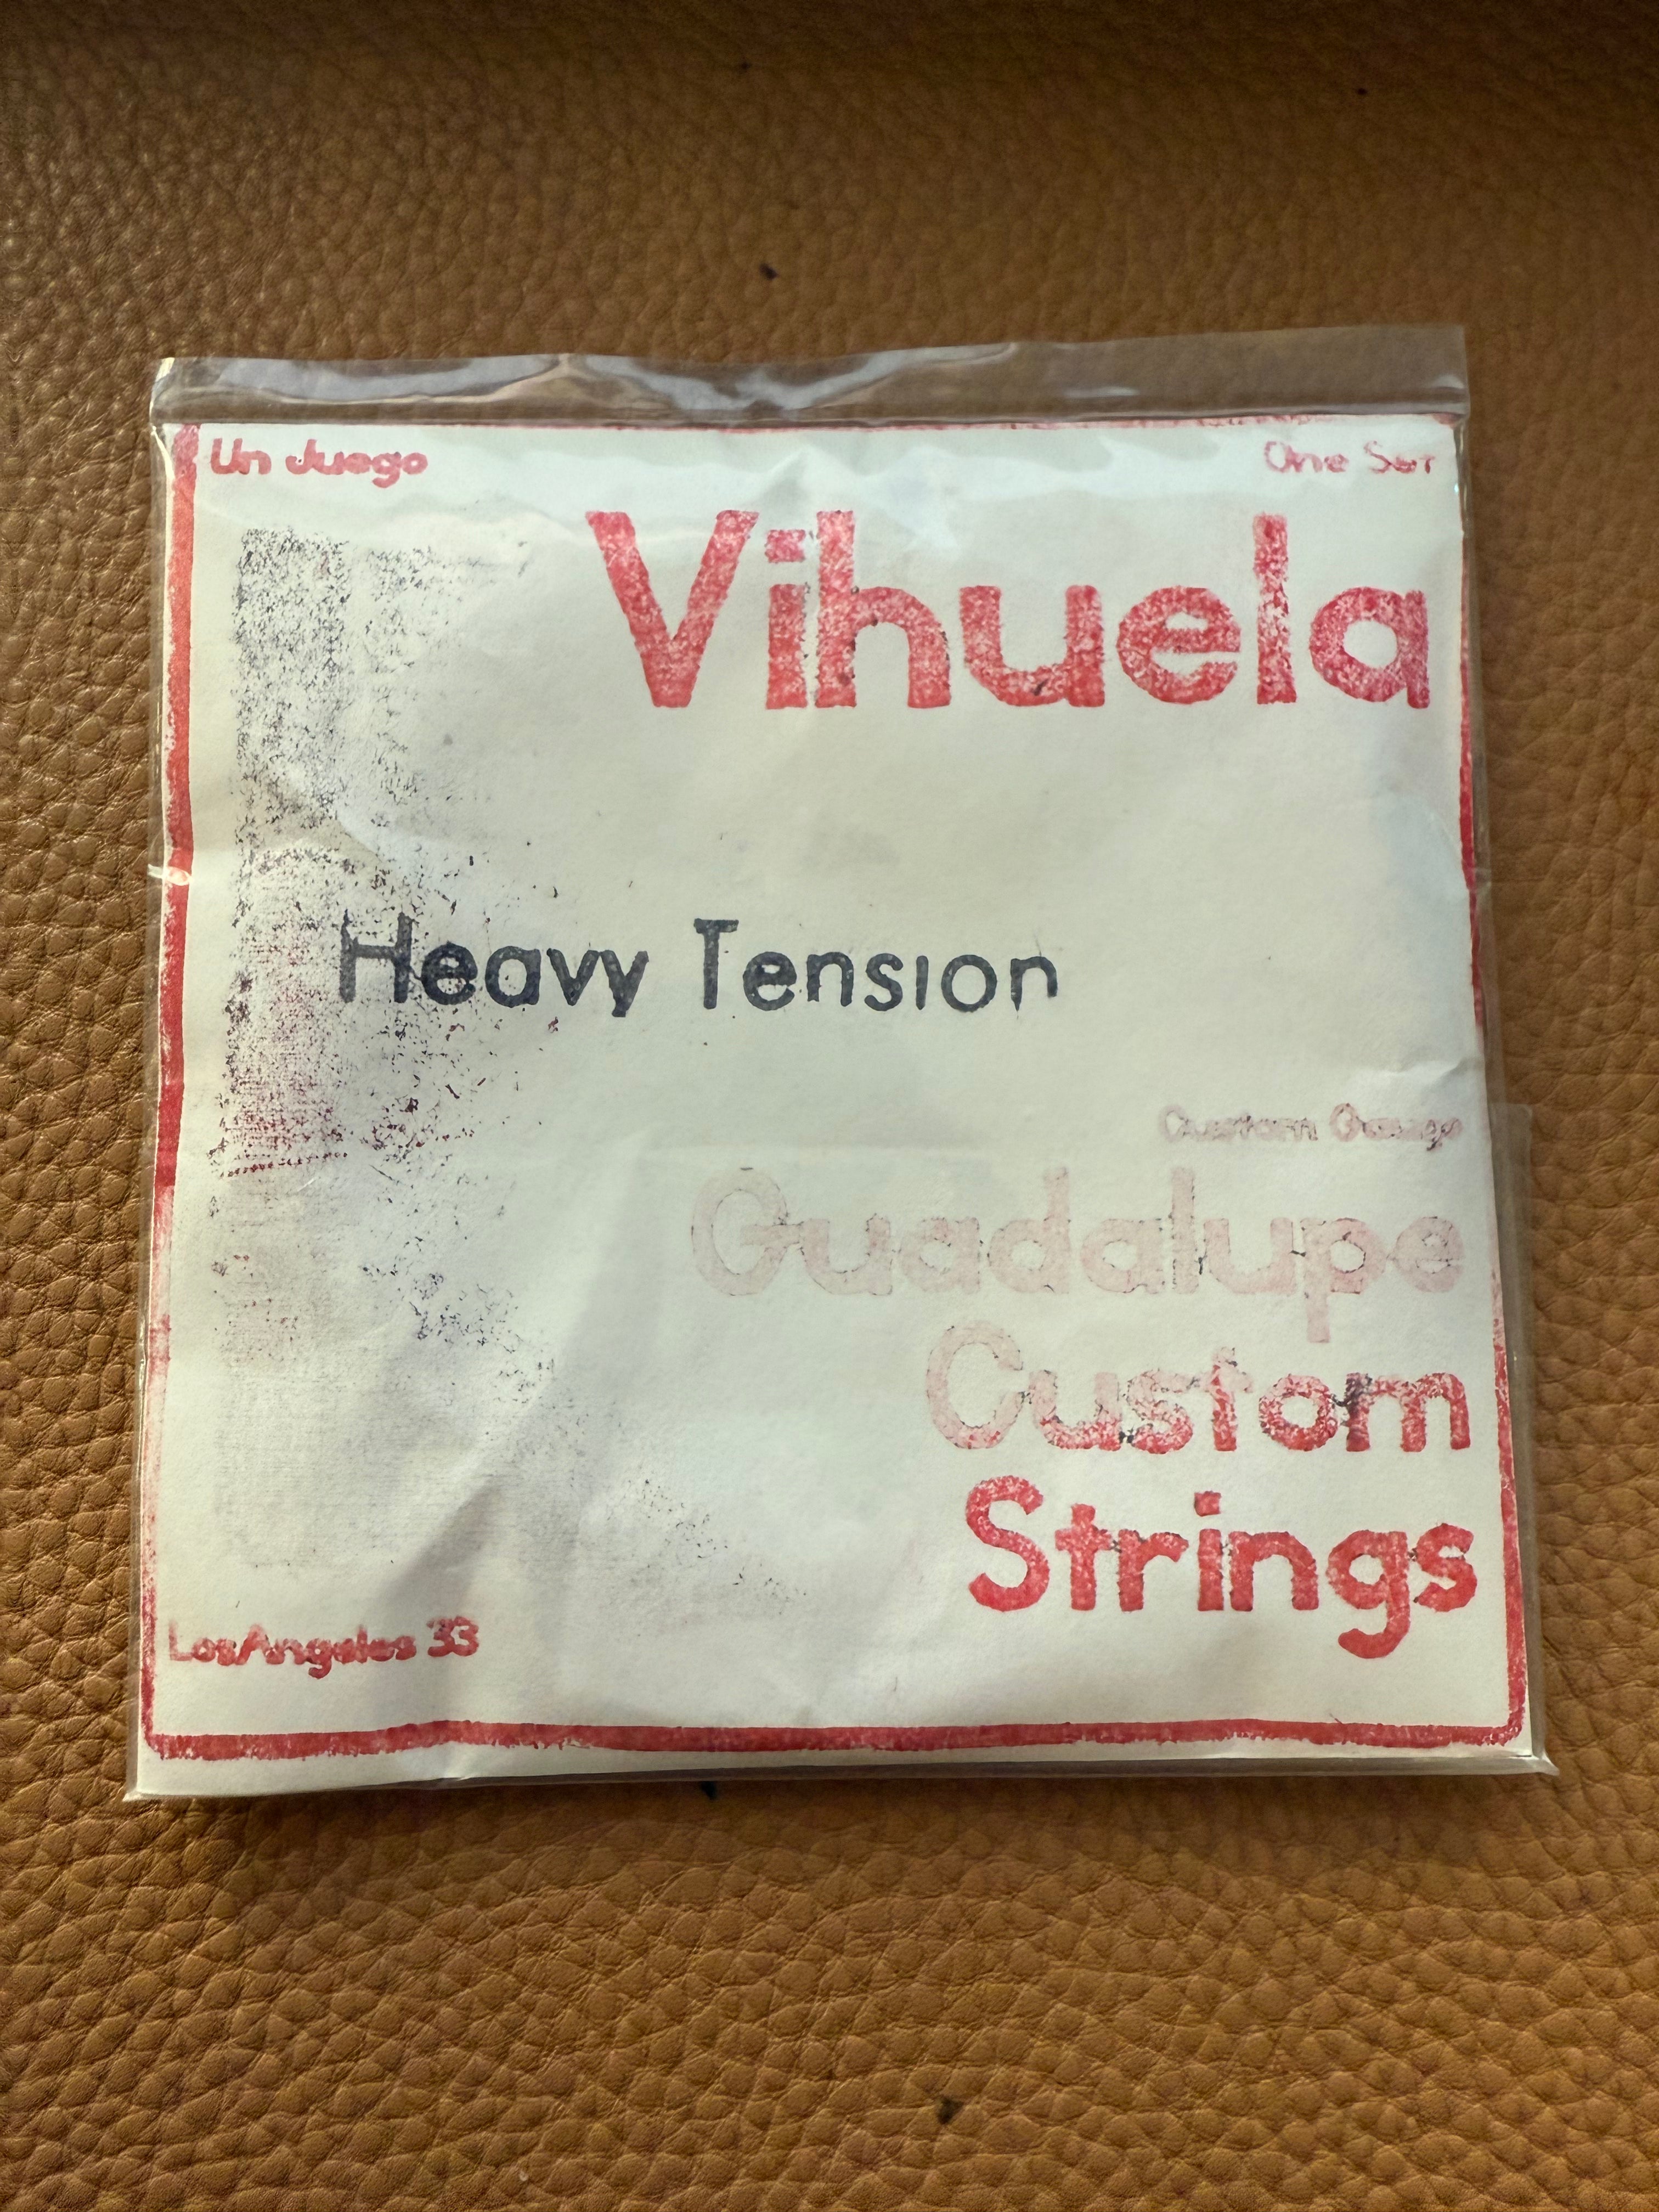 Un Juego
One Set
Vihuela
Heavy Tension
Custom Gauge
Guadalupe
Custom
Strings
Los Angeles 33